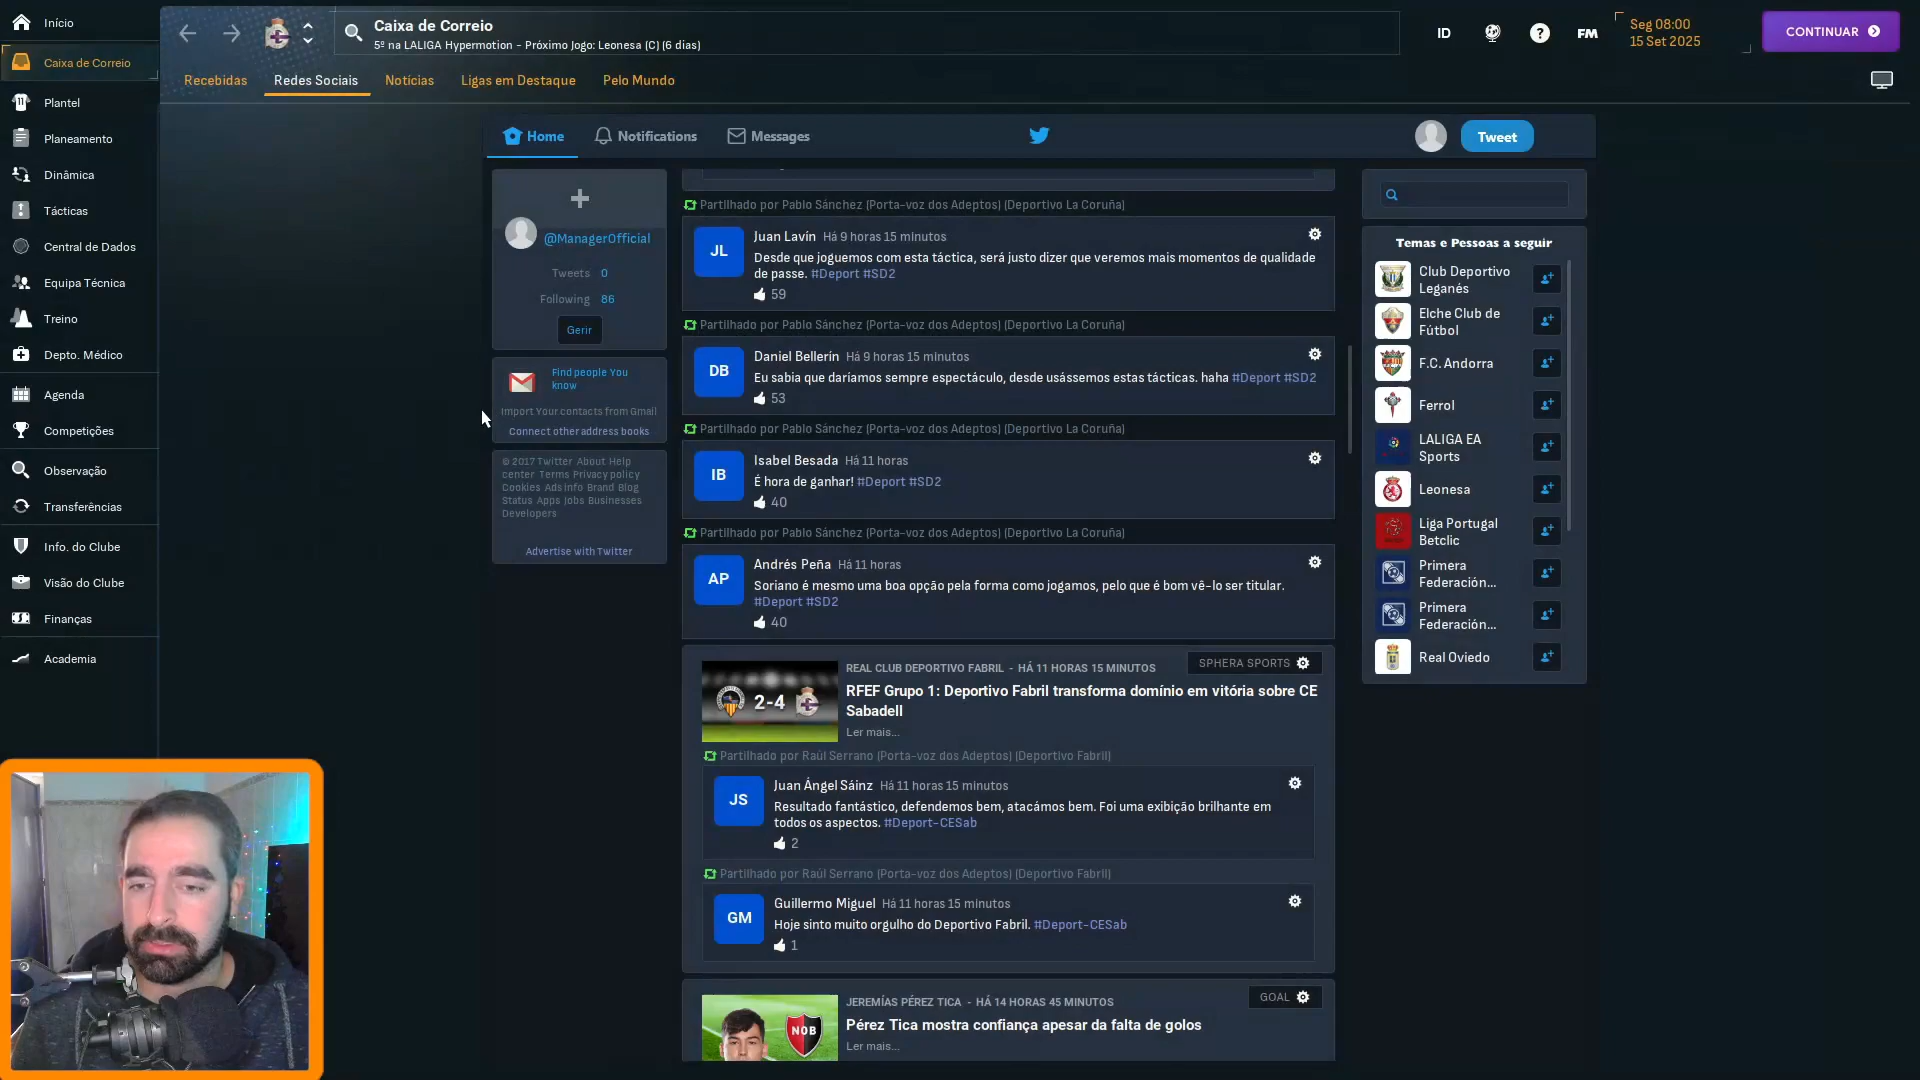 Início
Caixa de Correio
Plantel
Planeamento
Dinâmica
Tácticas
Central de Dados
Equipa Técnica
Treino
Depto. Médico
Agenda
Competições
Observação
Transferências
Info. do Clube
Visão do Clube
Finanças
Academia
Caixa de Correio
5º na LALIGA Hypermotion - Próximo Jogo: Leonesa (C) (6 dias)
ID
?
FM
Seg 08:00
15 Set 2025
CONTINUAR
Recebidas
Redes Sociais
Notícias
Ligas em Destaque
Pelo Mundo
Home
Notifications
Messages
Tweet
@ManagerOfficial
Tweets 0
Following 86
Gerir
Find people You
know
Import Your contacts from Gmail
Connect other address books
© 2017 Twitter About Help
center Terms Privacy policy
Cookies Ads info Brand Blog
Status Apps Jobs Businesses
Developers
Advertise with Twitter
Partilhado por Pablo Sánchez (Porta-voz dos Adeptos) (Deportivo La Coruña)
JL
Juan Lavín Há 9 horas 15 minutos
Desde que joguemos com esta táctica, será justo dizer que veremos mais momentos de qualidade
de passe. #Deport #SD2
59
Partilhado por Pablo Sánchez (Porta-voz dos Adeptos) (Deportivo La Coruña)
DB
Daniel Bellerín Há 9 horas 15 minutos
Eu sabia que daríamos sempre espectáculo, desde usássemos estas tácticas. haha #Deport #SD2
53
Partilhado por Pablo Sánchez (Porta-voz dos Adeptos) (Deportivo La Coruña)
IB
Isabel Besada Há 11 horas
É hora de ganhar! #Deport #SD2
40
Partilhado por Pablo Sánchez (Porta-voz dos Adeptos) (Deportivo La Coruña)
AP
Andrés Peña Há 11 horas
Soriano é mesmo uma boa opção pela forma como jogamos, pelo que é bom vê-lo ser titular.
#Deport #SD2
40
2-4
REAL CLUB DEPORTIVO FABRIL - HÁ 11 HORAS 15 MINUTOS
SPHERA SPORTS
RFEF Grupo 1: Deportivo Fabril transforma domínio em vitória sobre CE
Sabadell
Ler mais...
Partilhado por Raúl Serrano (Porta-voz dos Adeptos) (Deportivo Fabril)
JS
Juan Ángel Sáinz Há 11 horas 15 minutos
Resultado fantástico, defendemos bem, atacámos bem. Foi uma exibição brilhante em
todos os aspectos. #Deport-CESab
2
Partilhado por Raúl Serrano (Porta-voz dos Adeptos) (Deportivo Fabril)
GM
Guillermo Miguel Há 11 horas 15 minutos
Hoje sinto muito orgulho do Deportivo Fabril. #Deport-CESab
1
NOB
JEREMÍAS PÉREZ TICA - HÁ 14 HORAS 45 MINUTOS
GOAL
Pérez Tica mostra confiança apesar da falta de golos
Ler mais...
Temas e Pessoas a seguir
Club Deportivo
Leganés
Elche Club de
Fútbol
F.C. Andorra
Ferrol
LALIGA EA
Sports
Leonesa
Liga Portugal
Betclic
Primera
Federación...
Primera
Federación...
Real Oviedo